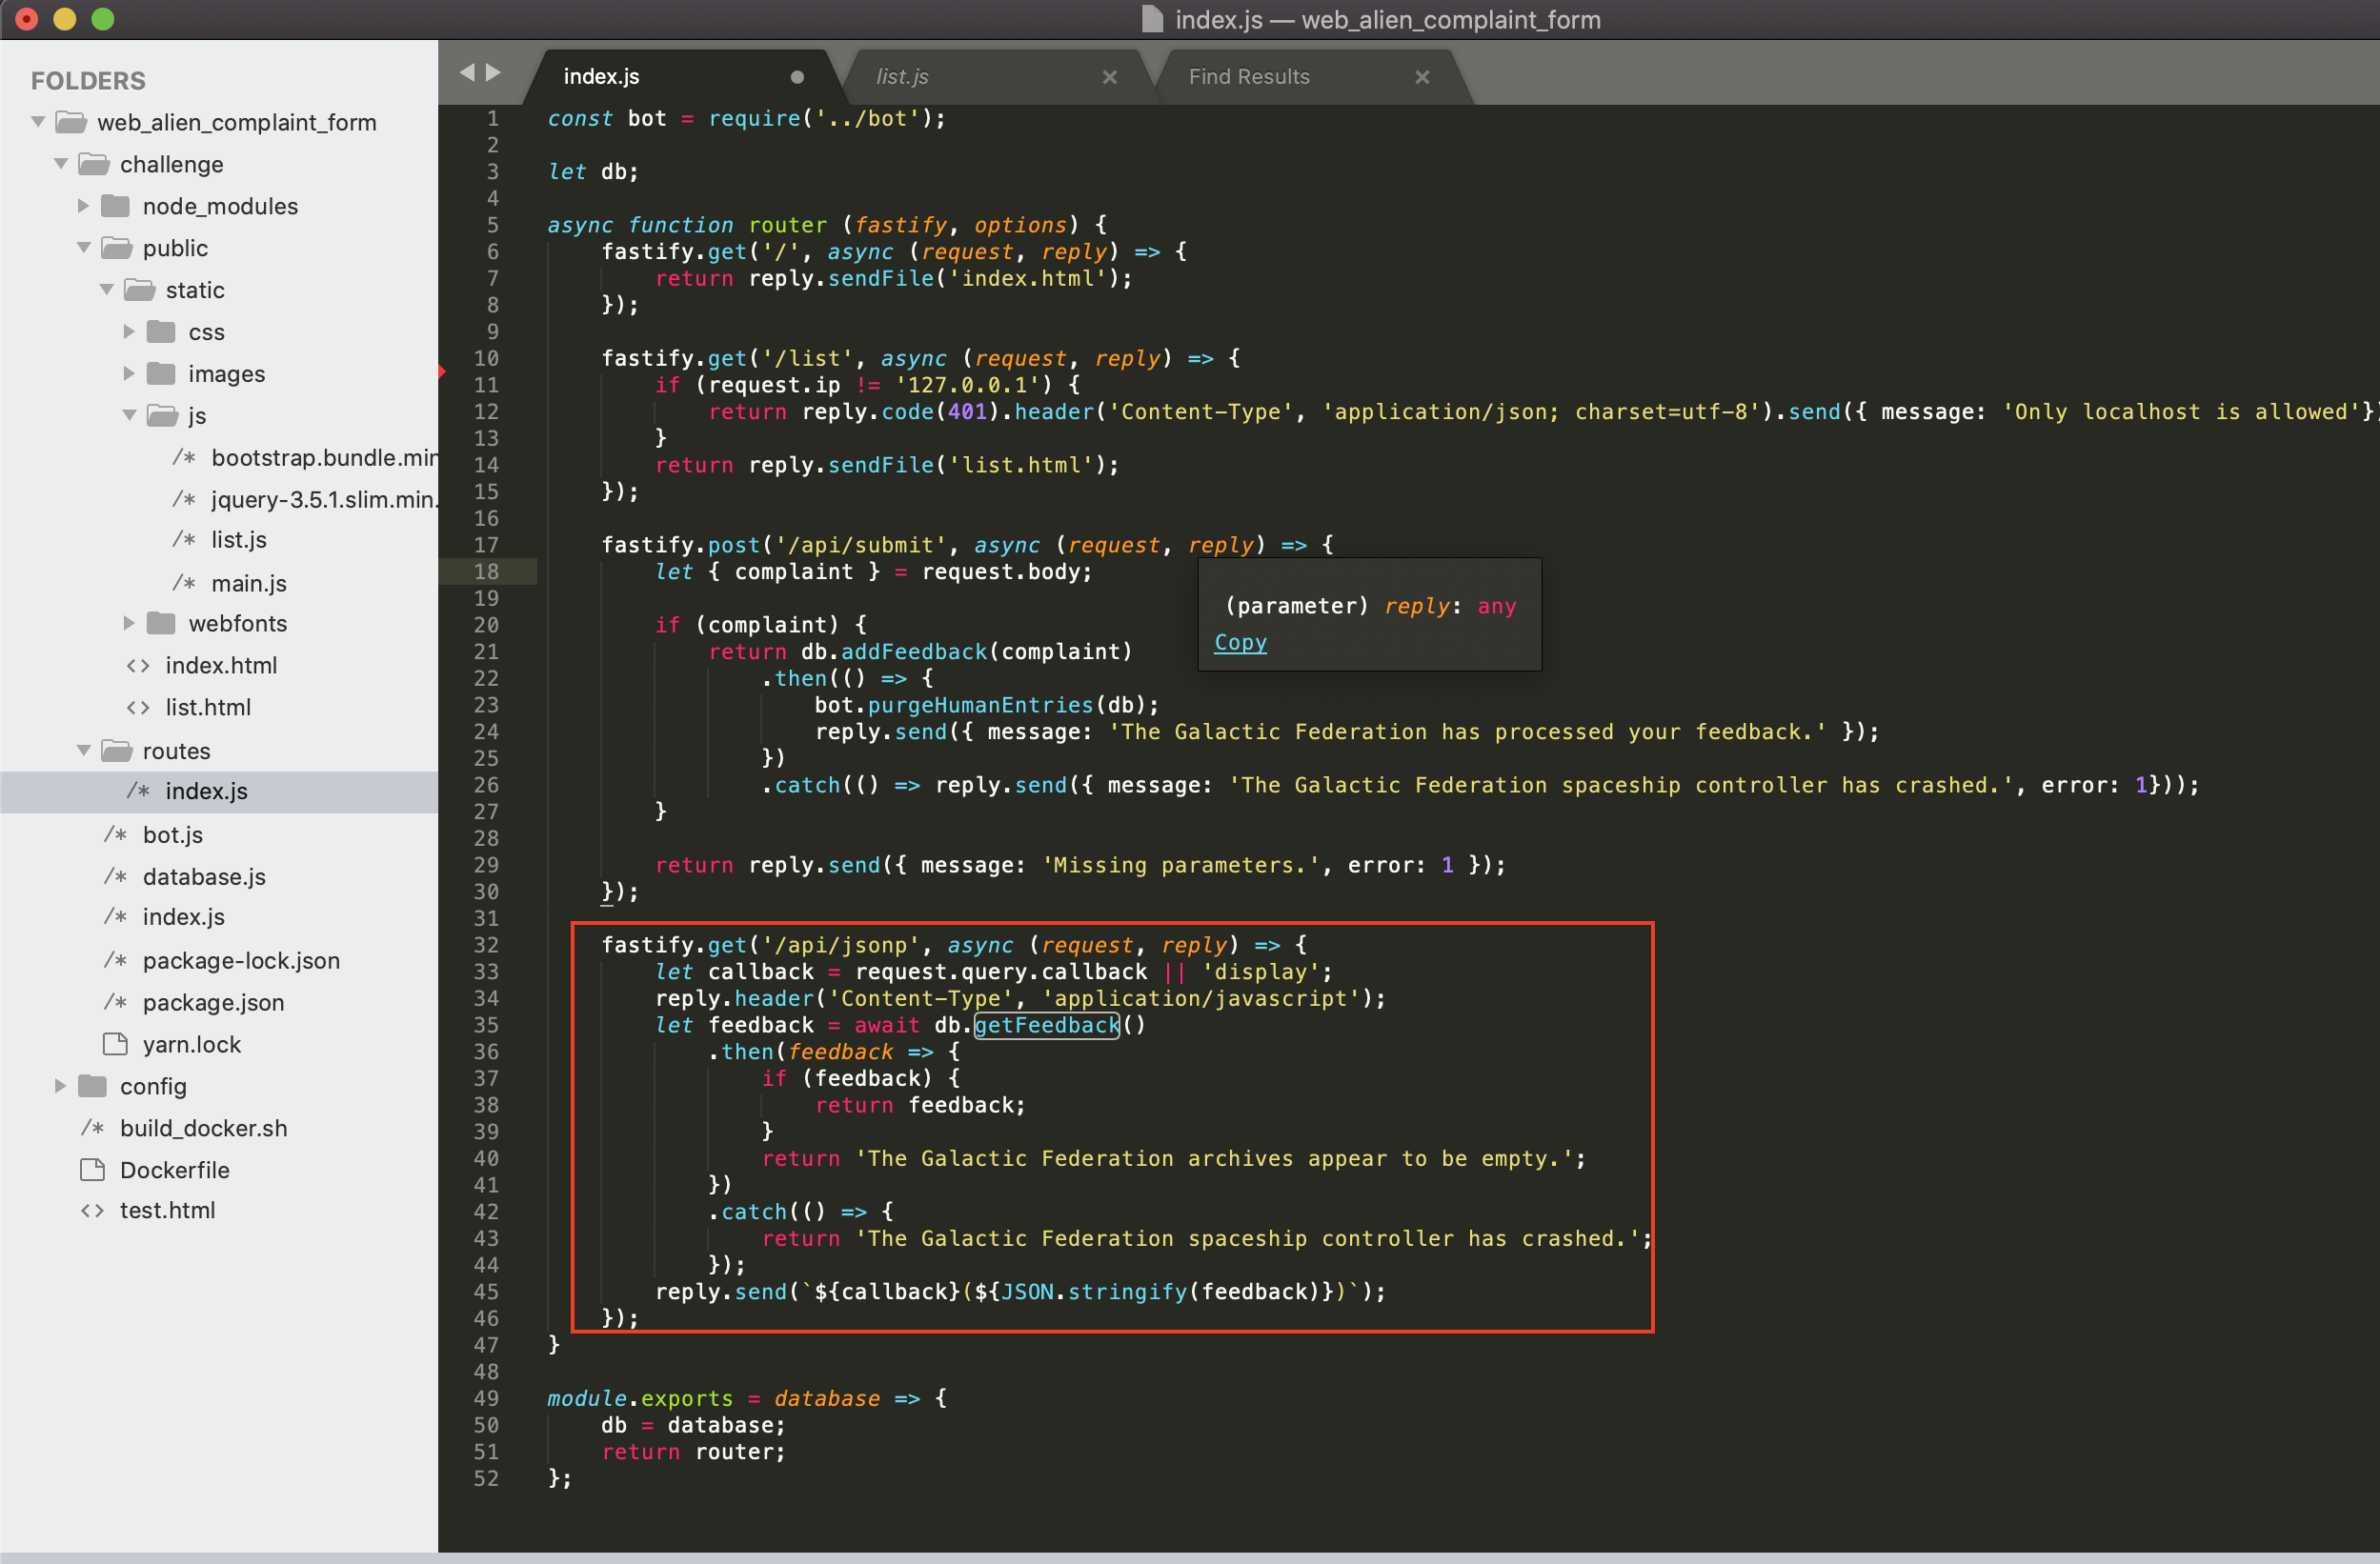 index.js — web_alien_complaint_form
FOLDERS
web_alien_complaint_form
challenge
node_modules
public
static
css
images
js
/* bootstrap.bundle.min
/* jquery-3.5.1.slim.min.
/* list.js
/* main.js
webfonts
<> index.html
<> list.html
routes
/* index.js
/* bot.js
/* database.js
/* index.js
/* package-lock.json
/* package.json
yarn.lock
config
/* build_docker.sh
Dockerfile
<> test.html
index.js
list.js
Find Results
1 const bot = require('../bot');
2
3 let db;
4
5 async function router (fastify, options) {
6 fastify.get('/', async (request, reply) => {
7 return reply.sendFile('index.html');
8 });
9
10 fastify.get('/list', async (request, reply) => {
11 if (request.ip != '127.0.0.1') {
12 return reply.code(401).header('Content-Type', 'application/json; charset=utf-8').send({ message: 'Only localhost is allowed'})
13 }
14 return reply.sendFile('list.html');
15 });
16
17 fastify.post('/api/submit', async (request, reply) => {
18 let { complaint } = request.body;
19
20 if (complaint) {
21 return db.addFeedback(complaint)
22 .then(() => {
23 bot.purgeHumanEntries(db);
24 reply.send({ message: 'The Galactic Federation has processed your feedback.' });
25 })
26 .catch(() => reply.send({ message: 'The Galactic Federation spaceship controller has crashed.', error: 1}));
27 }
28
29 return reply.send({ message: 'Missing parameters.', error: 1 });
30 });
31
32 fastify.get('/api/jsonp', async (request, reply) => {
33 let callback = request.query.callback || 'display';
34 reply.header('Content-Type', 'application/javascript');
35 let feedback = await db.getFeedback()
36 .then(feedback => {
37 if (feedback) {
38 return feedback;
39 }
40 return 'The Galactic Federation archives appear to be empty.';
41 })
42 .catch(() => {
43 return 'The Galactic Federation spaceship controller has crashed.';
44 });
45 reply.send(`${callback}(${JSON.stringify(feedback)})`);
46 });
47 }
48
49 module.exports = database => {
50 db = database;
51 return router;
52 };
(parameter) reply: any
Copy